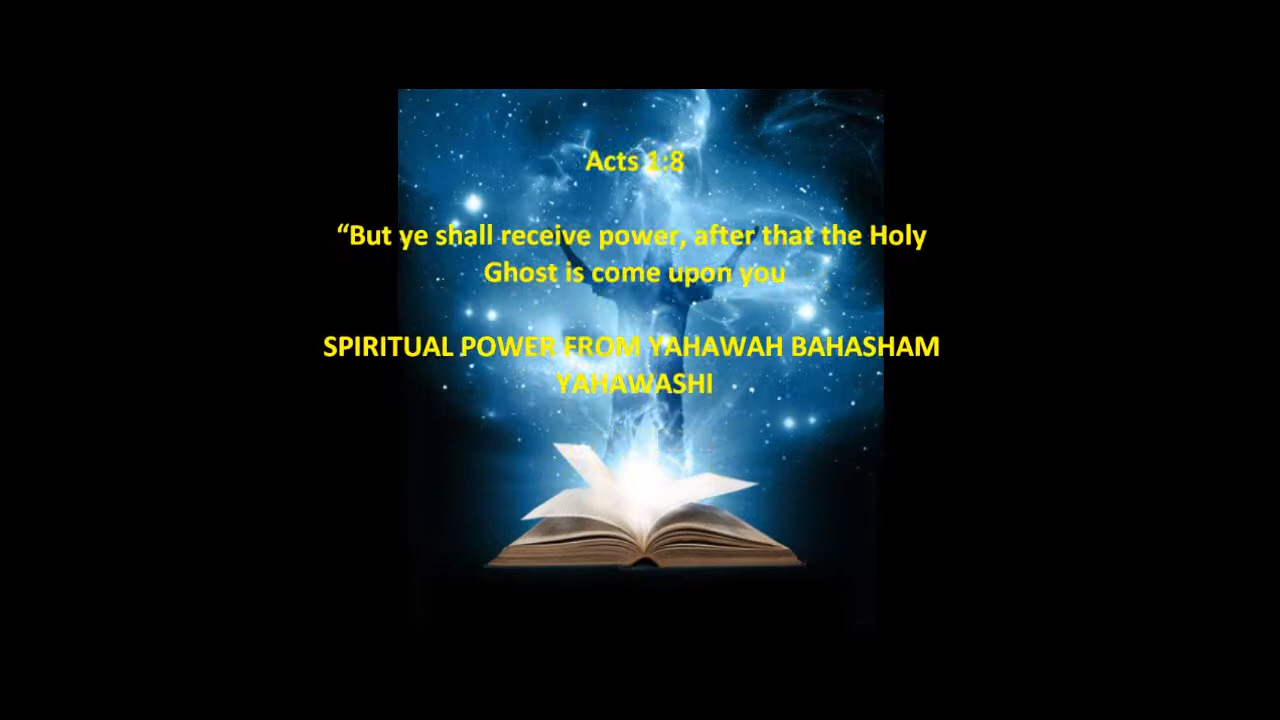 Acts 1:8
“But ye shall receive power, after that the Holy
Ghost is come upon you
SPIRITUAL POWER FROM YAHAWAH BAHASHAM
YAHAWASHI